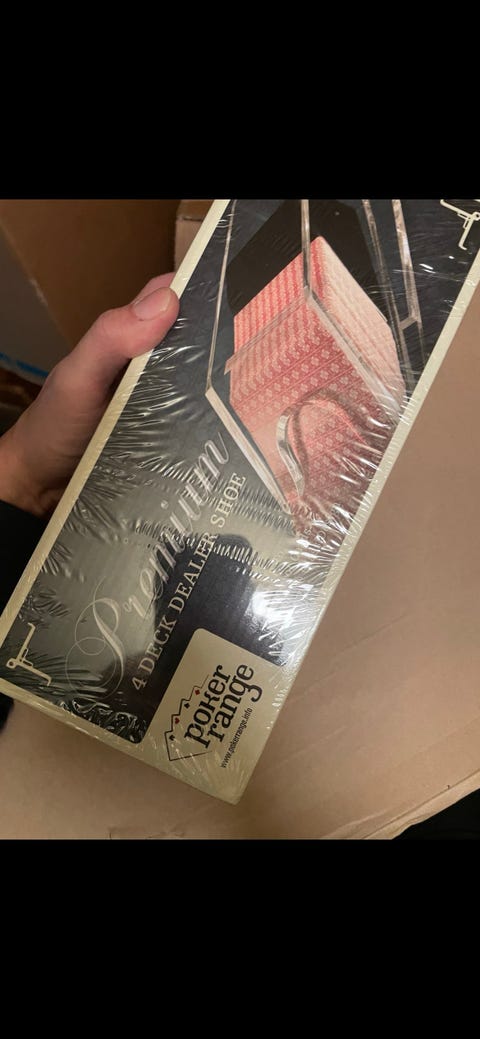 Premium
4 DECK DEALER SHOE
poker
range
www.pokerrange.info